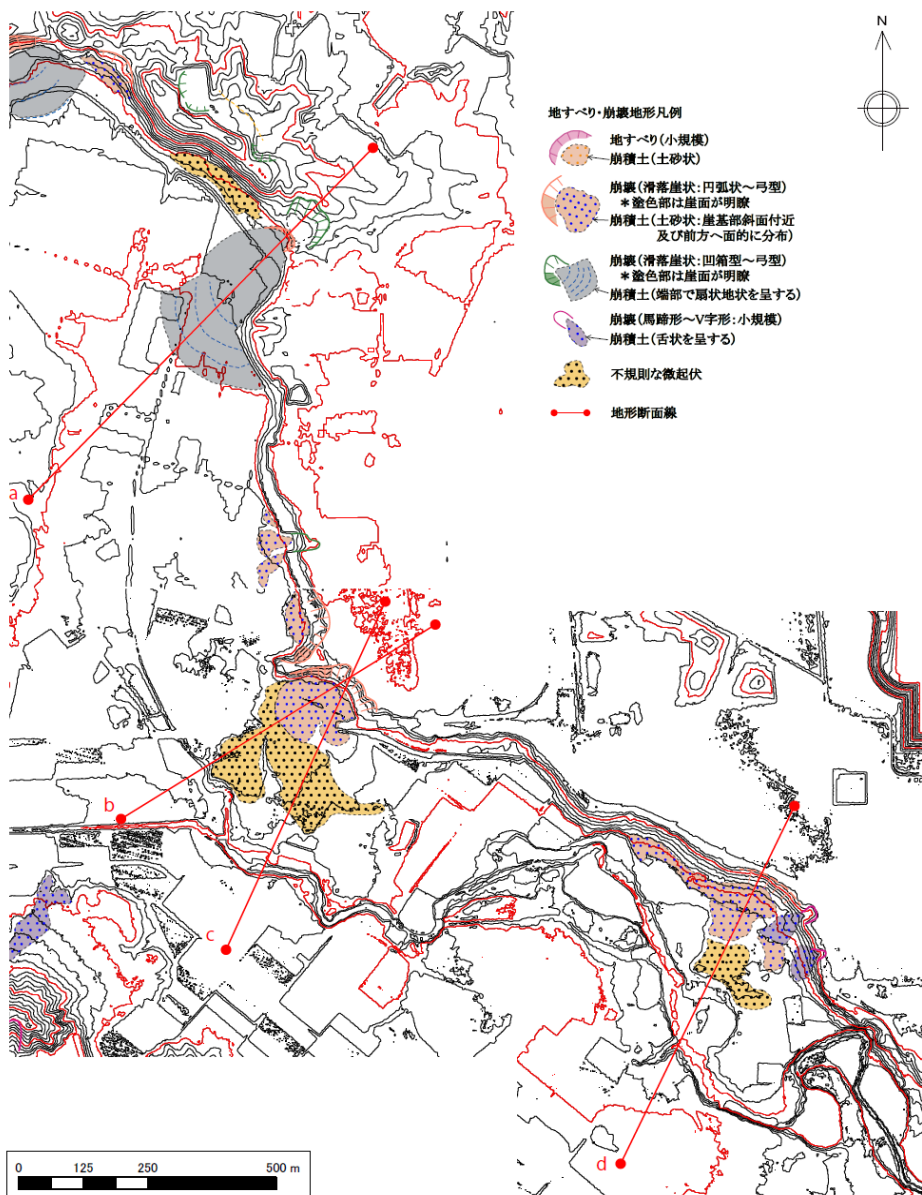 N
地すべり・崩壊地形凡例
地すべり(小規模)
崩積土(土砂状)
崩壊(滑落崖状:円弧状～弓型)
＊塗色部は崖面が明瞭
崩積土(土砂状:崖基部斜面付近
及び前方へ面的に分布)
崩壊(滑落崖状:凹箱型～弓型)
＊塗色部は崖面が明瞭
崩積土(端部で扇状地状を呈する)
崩壊(馬蹄形～V字形:小規模)
崩積土(舌状を呈する)
不規則な微起伏
地形断面線
a
b
c
d
0 125 250 500 m